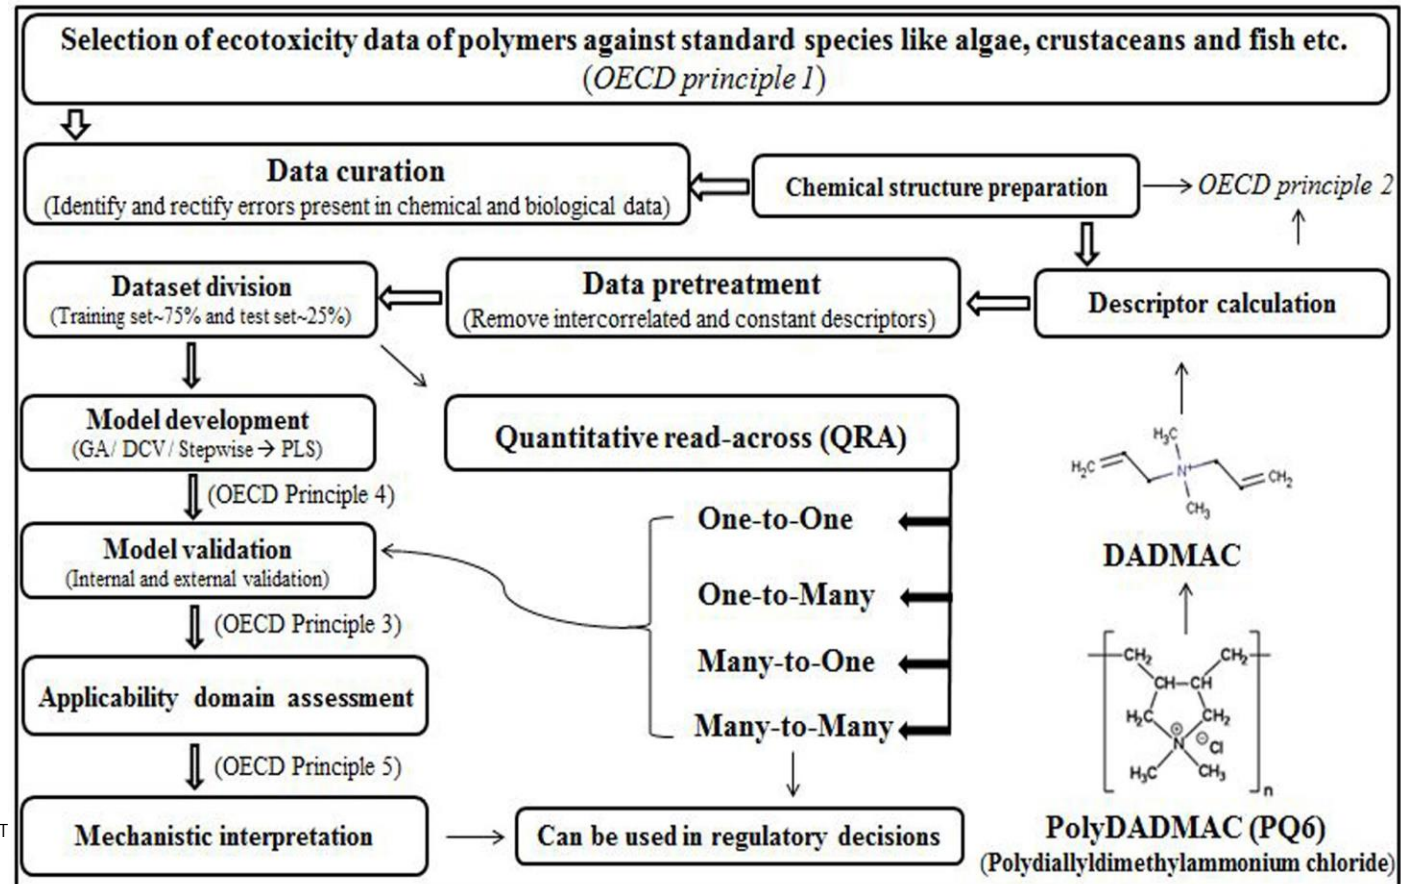 Selection of ecotoxicity data of polymers against standard species like algae, crustaceans and fish etc.
(OECD principle 1)
Data curation
(Identify and rectify errors present in chemical and biological data)
Chemical structure preparation
OECD principle 2
Dataset division
(Training set~75% and test set~25%)
Data pretreatment
(Remove intercorrelated and constant descriptors)
Descriptor calculation
Model development
(GA/ DCV/ Stepwise → PLS)
Quantitative read-across (QRA)
(OECD Principle 4)
Model validation
(Internal and external validation)
(OECD Principle 3)
Applicability domain assessment
(OECD Principle 5)
Mechanistic interpretation
One-to-One
One-to-Many
Many-to-One
Many-to-Many
Can be used in regulatory decisions
H₃C
H₂C
N⁺
CH₂
CH₃
DADMAC
CH₂ CH₂
CH–CH
H₂C CH₂
⊕ ⊖
N Cl
H₃C CH₃
n
PolyDADMAC (PQ6)
(Polydiallyldimethylammonium chloride)
T